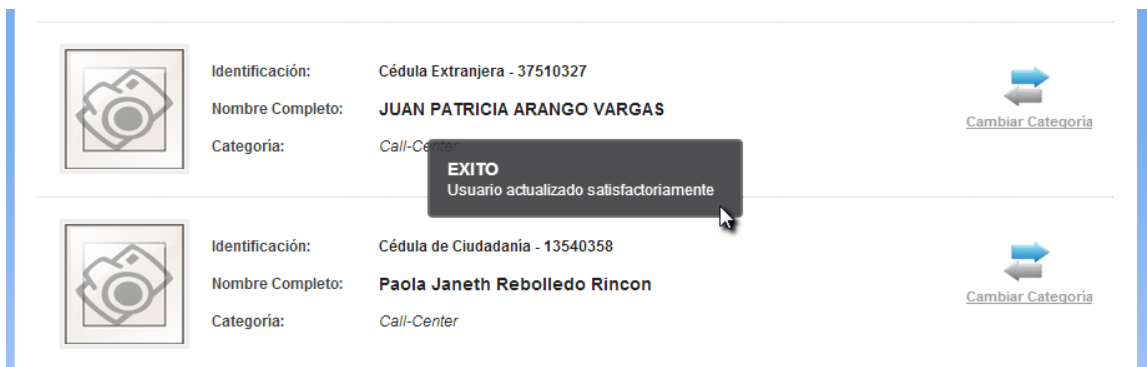 Identificación: Cédula Extranjera - 37510327
Nombre Completo: JUAN PATRICIA ARANGO VARGAS
Cambiar Categoría
Categoría: Call-Center
EXITO
Usuario actualizado satisfactoriamente
Identificación: Cédula de Ciudadanía - 13540358
Nombre Completo: Paola Janeth Rebolledo Rincon
Cambiar Categoría
Categoría: Call-Center